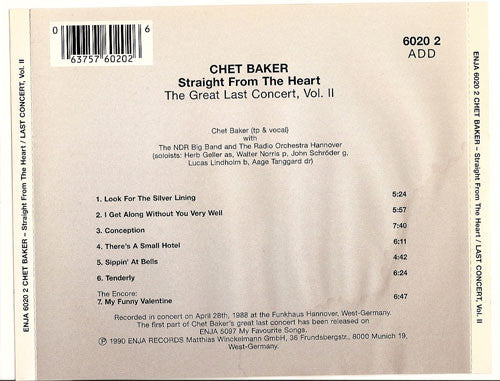 ENJA 6020 2 CHET BAKER – Straight From The Heart / LAST CONCERT, Vol. II
0 63757 60202 6
6020 2
ADD
CHET BAKER
Straight From The Heart
The Great Last Concert, Vol. II
Chet Baker (tp & vocal)
with
The NDR Big Band and The Radio Orchestra Hannover
(soloists: Herb Geller as, Walter Norris p, John Schröder g,
Lucas Lindholm b, Aage Tanggard dr)
1. Look For The Silver Lining 5:24
2. I Get Along Without You Very Well 5:57
3. Conception 7:40
4. There's A Small Hotel 6:11
5. Sippin' At Bells 4:42
6. Tenderly 6:24
The Encore:
7. My Funny Valentine 6:47
Recorded in concert on April 28th, 1988 at the Funkhaus Hannover, West-Germany.
The first part of Chet Baker's great last concert has been released on
ENJA 5097 My Favourite Songs.
Ⓟ 1990 ENJA RECORDS Matthias Winckelmann GmbH, 36 Frundsbergstr., 8000 Munich 19,
West-Germany.
ENJA 6020 2 CHET BAKER – Straight From The Heart / LAST CONCERT, Vol. II